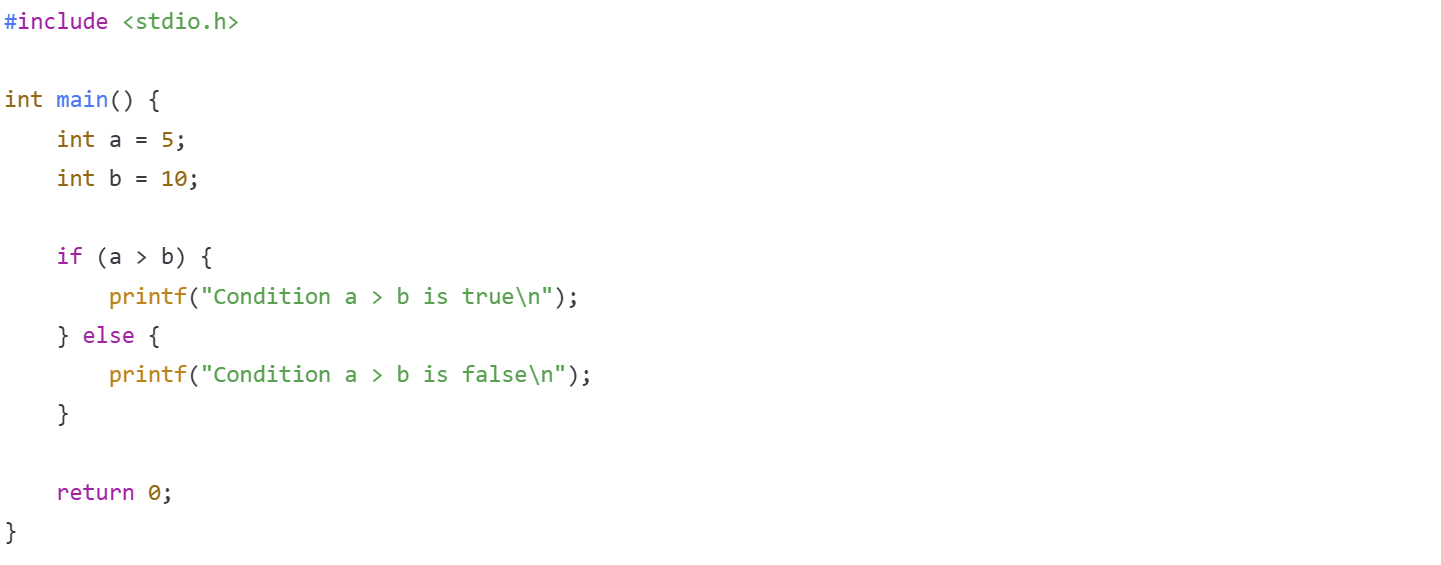 #include <stdio.h>

int main() {
    int a = 5;
    int b = 10;

    if (a > b) {
        printf("Condition a > b is true\n");
    } else {
        printf("Condition a > b is false\n");
    }

    return 0;
}